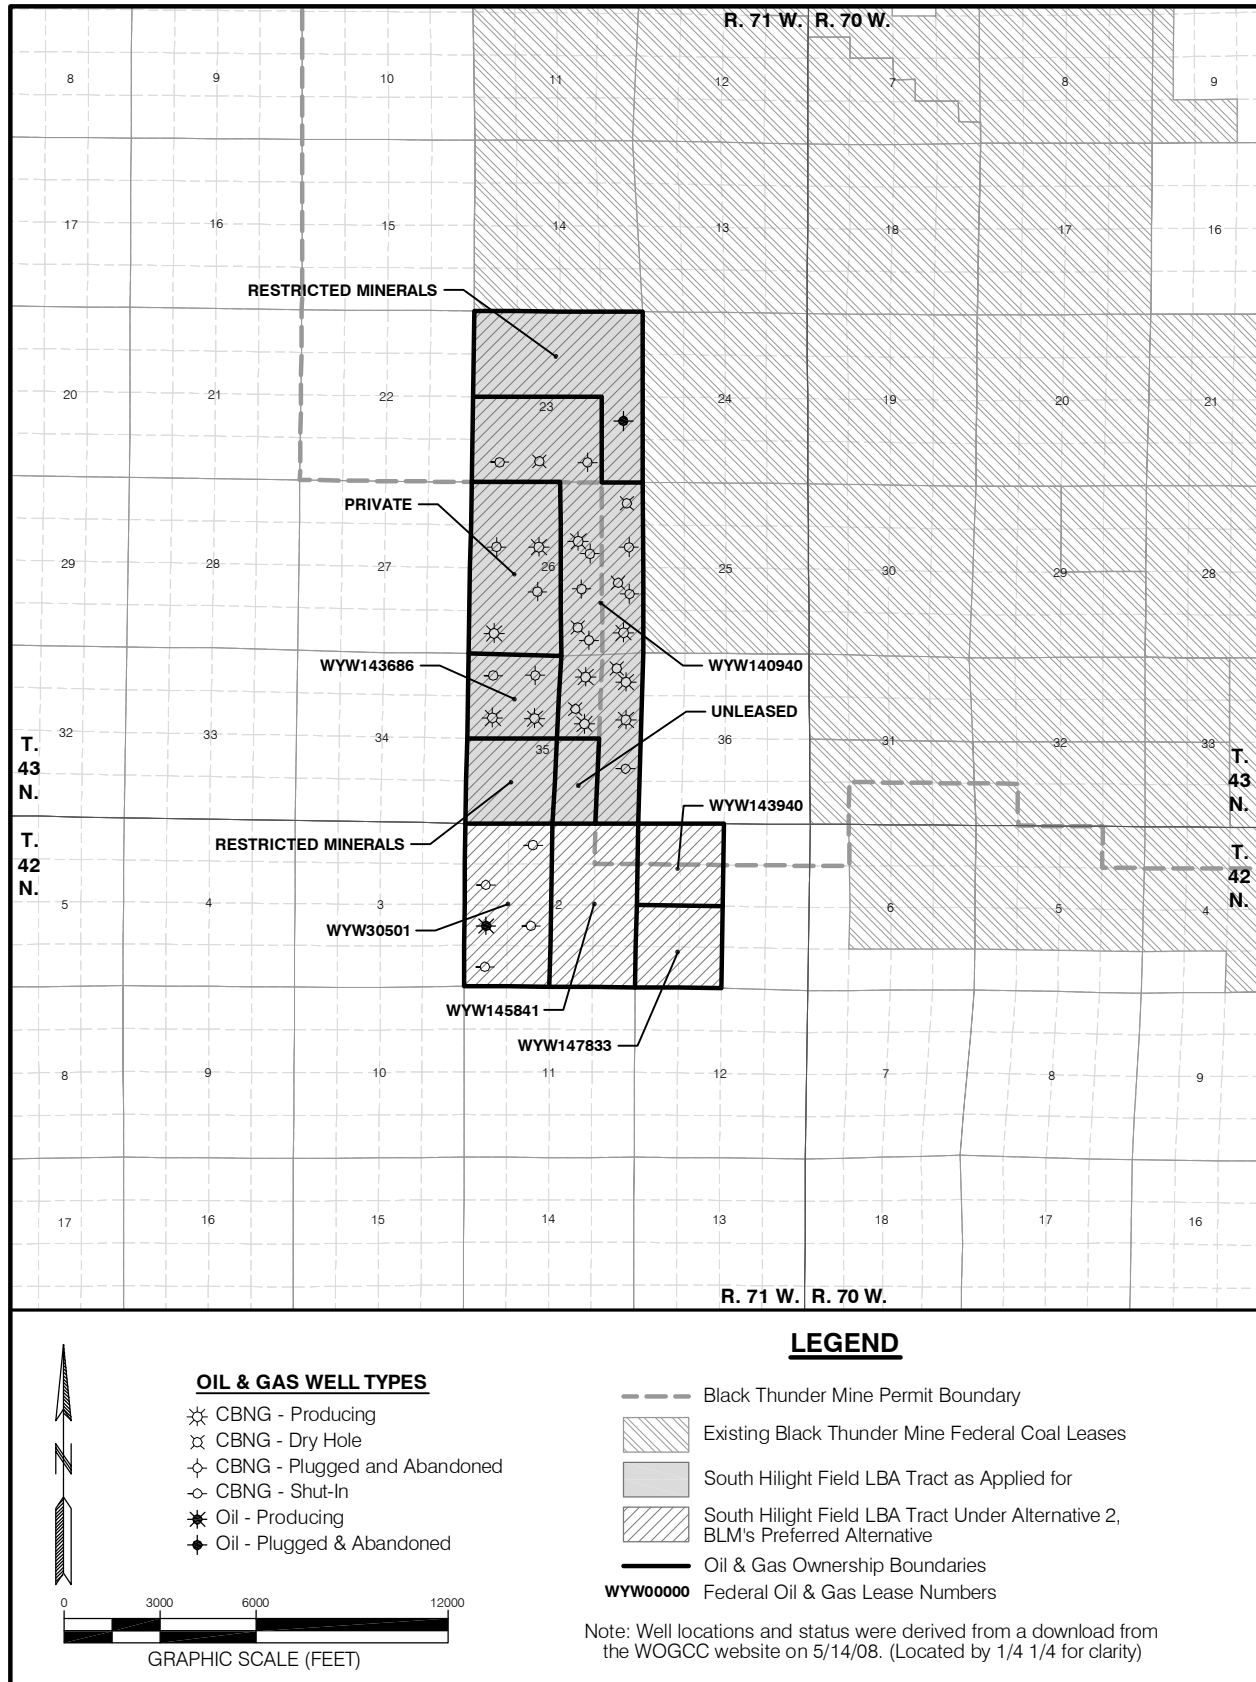 R. 71 W. R. 70 W.
8 9 10 11 12 7 8 9
17 16 15 14 13 18 17 16
RESTRICTED MINERALS
20 21 22 23 24 19 20 21
PRIVATE
29 28 27 26 25 30 29 28
WYW143686
WYW140940
UNLEASED
32 33 34 35 36 31 32 33
T.
43
N.
T.
43
N.
WYW143940
RESTRICTED MINERALS
T.
42
N.
T.
42
N.
5 4 3 2 6 5 4
WYW30501
WYW145841
WYW147833
8 9 10 11 12 7 8 9
17 16 15 14 13 18 17 16
R. 71 W. R. 70 W.
N
OIL & GAS WELL TYPES
CBNG - Producing
CBNG - Dry Hole
CBNG - Plugged and Abandoned
CBNG - Shut-In
Oil - Producing
Oil - Plugged & Abandoned
0 3000 6000 12000
GRAPHIC SCALE (FEET)
LEGEND
Black Thunder Mine Permit Boundary
Existing Black Thunder Mine Federal Coal Leases
South Hilight Field LBA Tract as Applied for
South Hilight Field LBA Tract Under Alternative 2,
BLM's Preferred Alternative
Oil & Gas Ownership Boundaries
WYW00000 Federal Oil & Gas Lease Numbers
Note: Well locations and status were derived from a download from
the WOGCC website on 5/14/08. (Located by 1/4 1/4 for clarity)